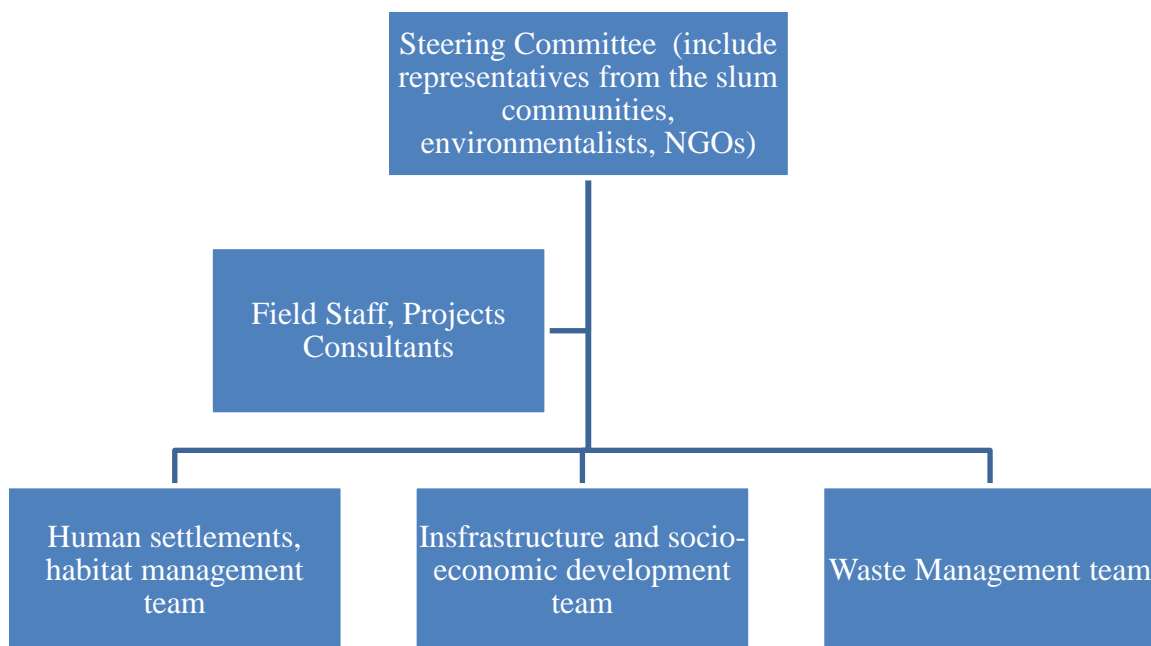 Steering Committee  (include
representatives from the slum
communities,
environmentalists, NGOs)
Field Staff, Projects
Consultants
Human settlements,
habitat management
team
Insfrastructure and socio-
economic development
team
Waste Management team